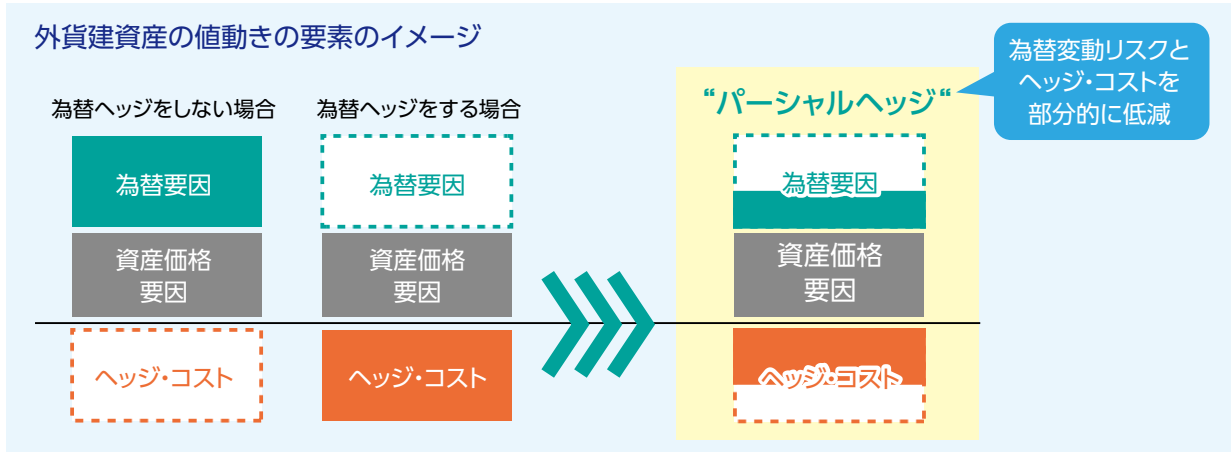 外貨建資産の値動きの要素のイメージ
為替変動リスクと
ヘッジ・コストを
部分的に低減
為替ヘッジをしない場合
為替要因
資産価格
要因
ヘッジ・コスト
為替ヘッジをする場合
為替要因
資産価格
要因
ヘッジ・コスト
“パーシャルヘッジ“
為替要因
資産価格
要因
ヘッジ・コスト